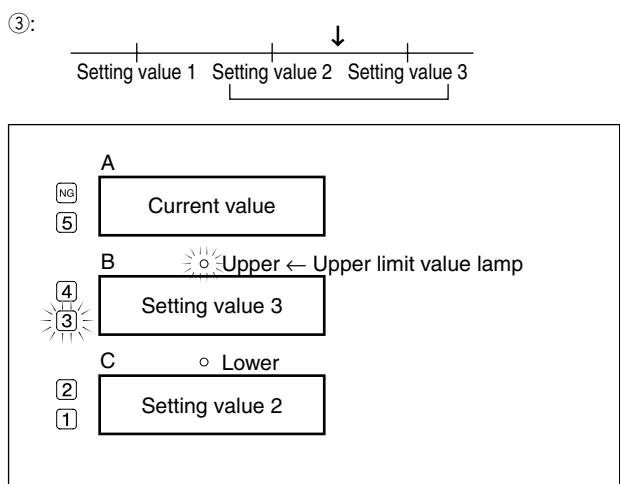 ③:
↓
Setting value 1 Setting value 2 Setting value 3
A
NG
Current value
5
B Upper ← Upper limit value lamp
4
Setting value 3
3
C Lower
2
Setting value 2
1